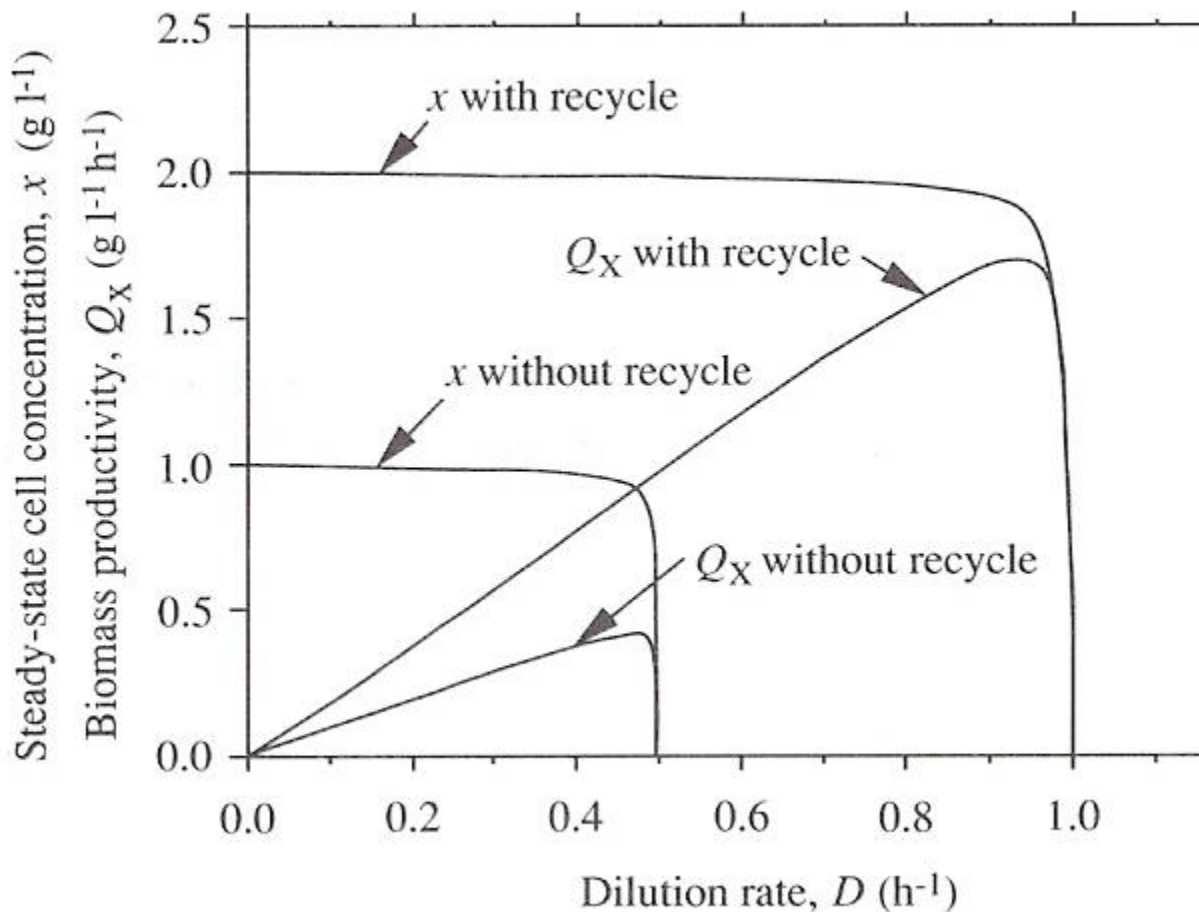 Steady-state cell concentration, x (g l-1)
Biomass productivity, QX (g l-1 h-1)
2.5
2.0
1.5
1.0
0.5
0.0
x with recycle
QX with recycle
x without recycle
QX without recycle
0.0 0.2 0.4 0.6 0.8 1.0
Dilution rate, D (h-1)